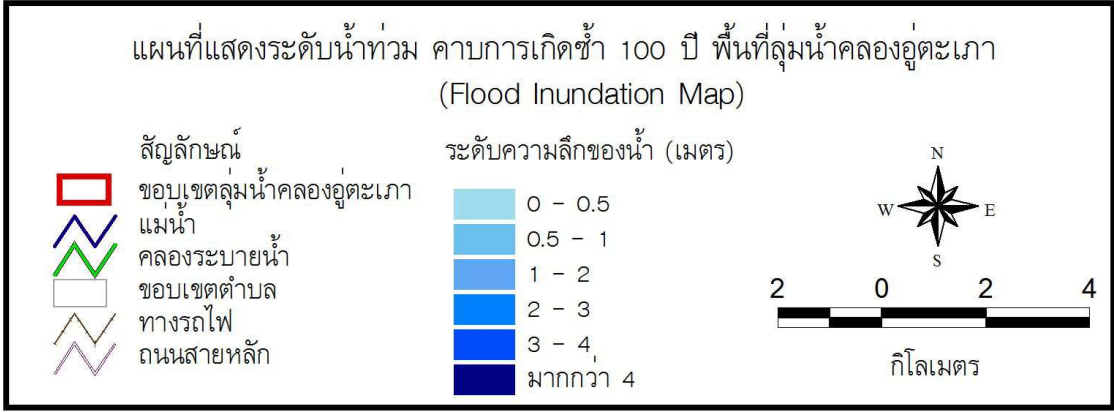 แผนที่แสดงระดับน้ำท่วม คาบการเกิดซ้ำ 100 ปี พื้นที่ลุ่มน้ำคลองอู่ตะเภา
(Flood Inundation Map)
สัญลักษณ์
ขอบเขตลุ่มน้ำคลองอู่ตะเภา
แม่น้ำ
คลองระบายน้ำ
ขอบเขตตำบล
ทางรถไฟ
ถนนสายหลัก
ระดับความลึกของน้ำ (เมตร)
0 - 0.5
0.5 - 1
1 - 2
2 - 3
3 - 4
มากกว่า 4
N
W E
S
2 0 2 4
กิโลเมตร